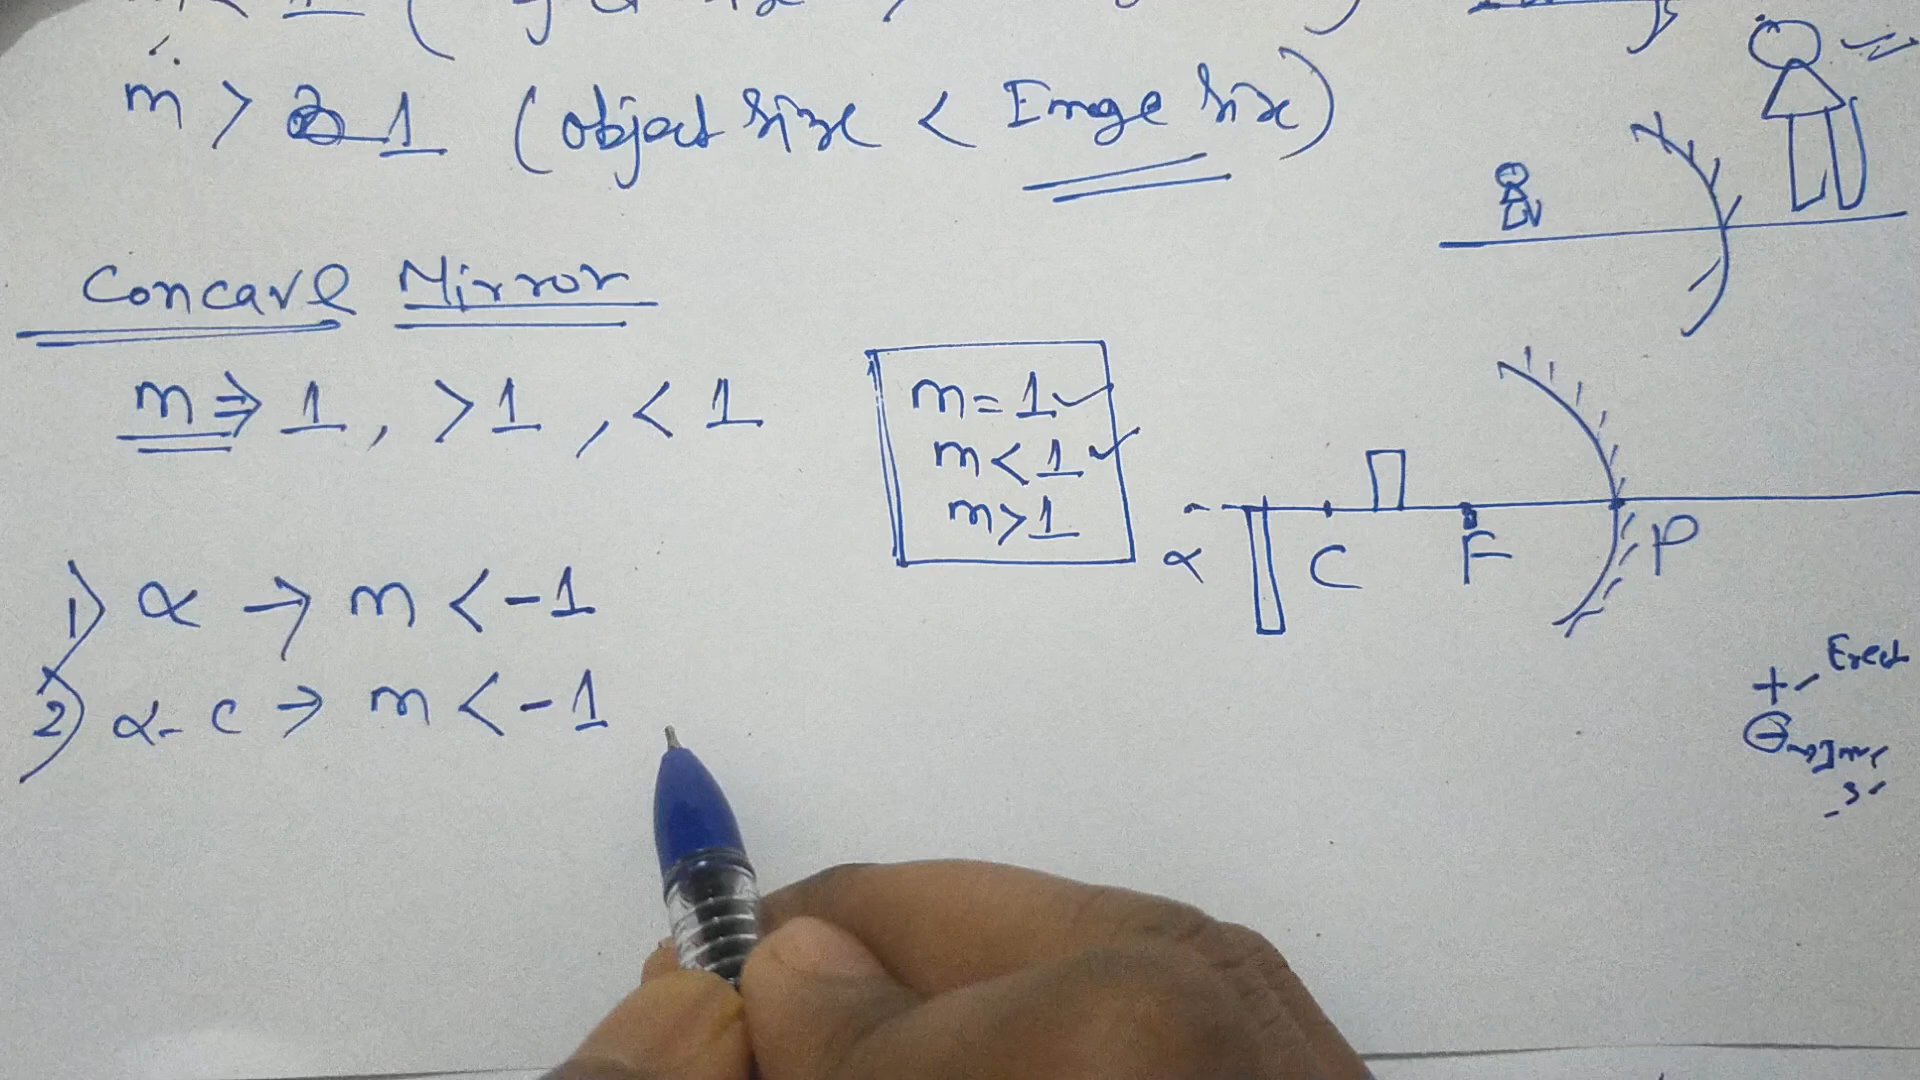 m > 1 (object size < Image size)
Concave Mirror
m ⇒ 1, >1, <1
m = 1 ✓
m < 1 ✓
m > 1
α C F P
1) α → m < -1
2) α - C → m < -1
+ Erect